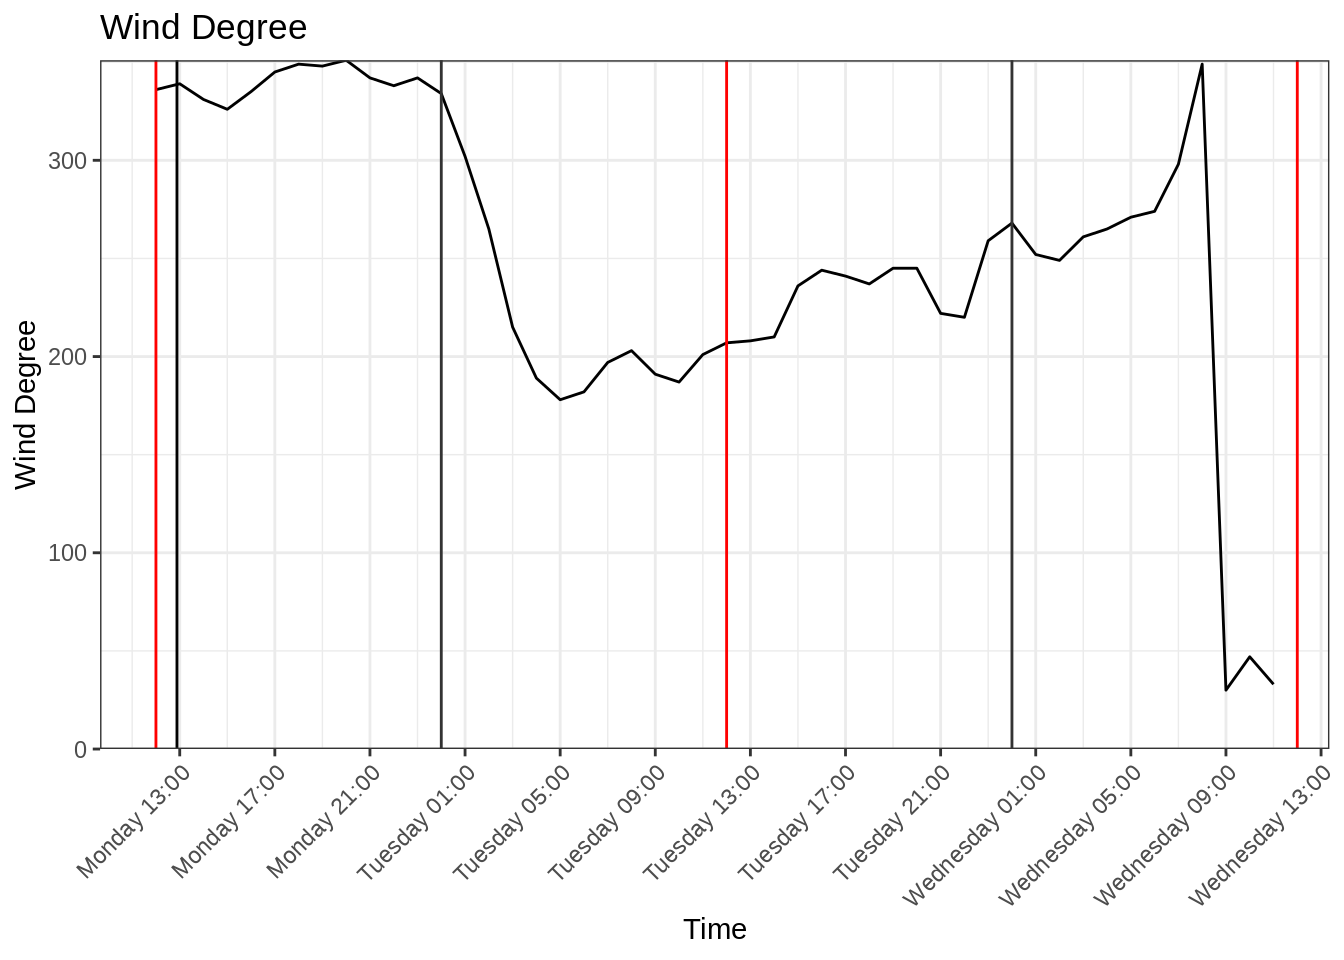 Wind Degree
Wind Degree
300
200
100
0
Monday 13:00
Monday 17:00
Monday 21:00
Tuesday 01:00
Tuesday 05:00
Tuesday 09:00
Tuesday 13:00
Tuesday 17:00
Tuesday 21:00
Wednesday 01:00
Wednesday 05:00
Wednesday 09:00
Wednesday 13:00
Time